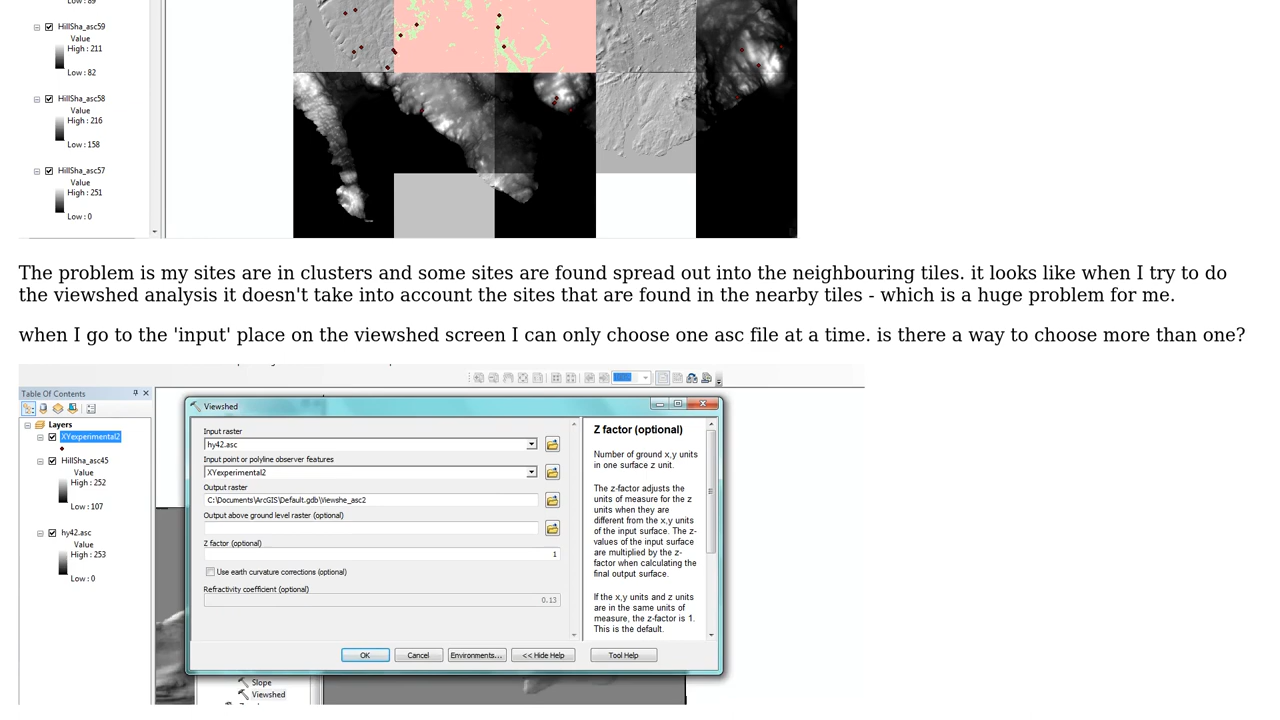 Low : 89
HillSha_asc59
Value
High : 211
Low : 82
HillSha_asc58
Value
High : 216
Low : 158
HillSha_asc57
Value
High : 251
Low : 0
The problem is my sites are in clusters and some sites are found spread out into the neighbouring tiles. it looks like when I try to do
the viewshed analysis it doesn't take into account the sites that are found in the nearby tiles - which is a huge problem for me.
when I go to the 'input' place on the viewshed screen I can only choose one asc file at a time. is there a way to choose more than one?
Table Of Contents
Layers
XYexperimental2
HillSha_asc45
Value
High : 252
Low : 107
hy42.asc
Value
High : 253
Low : 0
Viewshed
Input raster
hy42.asc
Input point or polyline observer features
XYexperimental2
Output raster
C:\Documents\ArcGIS\Default.gdb\Viewshe_asc2
Output above ground level raster (optional)
Z factor (optional)
1
Use earth curvature corrections (optional)
Refractivity coefficient (optional)
0.13
OK
Cancel
Environments...
<< Hide Help
Tool Help
Z factor (optional)
Number of ground x,y units
in one surface z unit.
The z-factor adjusts the
units of measure for the z
units when they are
different from the x,y units
of the input surface. The z-
values of the input surface
are multiplied by the z-
factor when calculating the
final output surface.
If the x,y units and z units
are in the same units of
measure, the z-factor is 1.
This is the default.
Slope
Viewshed